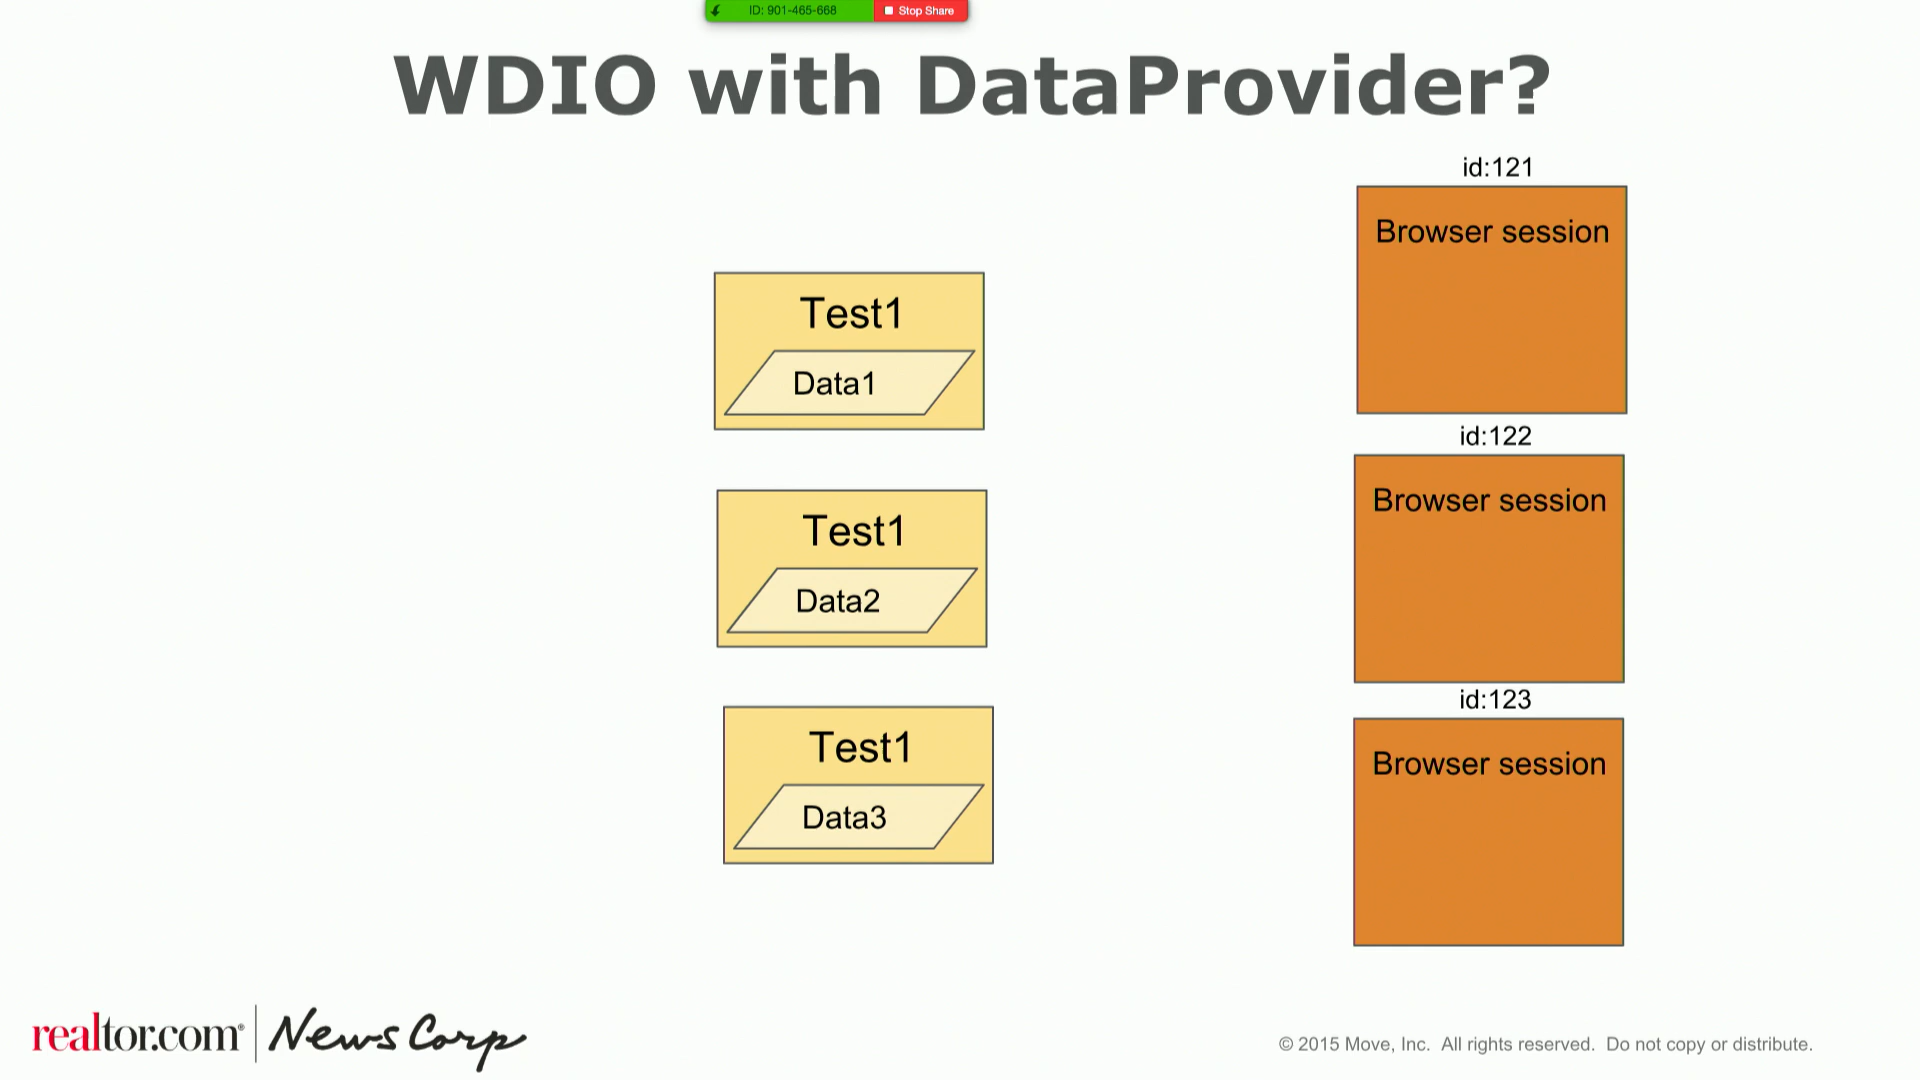 ID: 901-465-668
Stop Share
WDIO with DataProvider?
Test1
Data1
Test1
Data2
Test1
Data3
id:121
Browser session
id:122
Browser session
id:123
Browser session
realtor.com®
News Corp
© 2015 Move, Inc. All rights reserved. Do not copy or distribute.